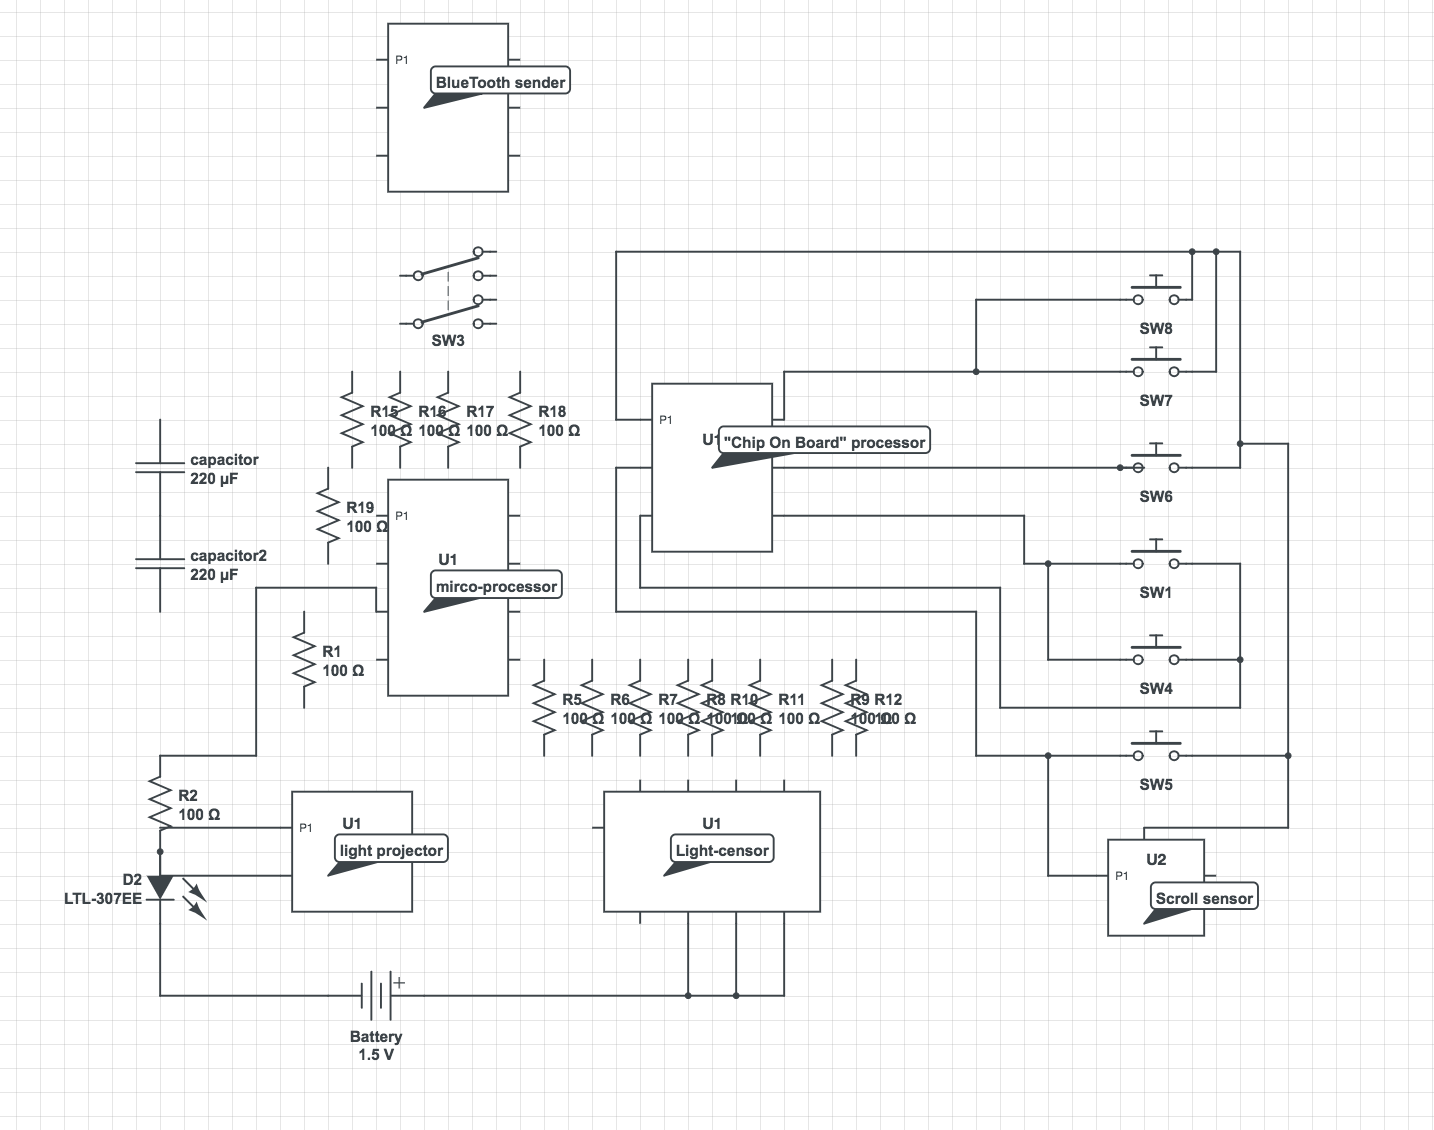 P1
BlueTooth sender
SW3
SW8
SW7
R15
100 Ω
R16
100 Ω
R17
100 Ω
R18
100 Ω
P1
U1
"Chip On Board" processor
SW6
capacitor
220 µF
R19
100 Ω
P1
U1
mirco-processor
capacitor2
220 µF
SW1
R1
100 Ω
SW4
R5
100 Ω
R6
100 Ω
R7
100 Ω
R8
100 Ω
R10
100 Ω
R11
100 Ω
R9
100 Ω
R12
100 Ω
SW5
R2
100 Ω
P1
U1
light projector
U1
Light-censor
D2
LTL-307EE
U2
P1
Scroll sensor
+
Battery
1.5 V